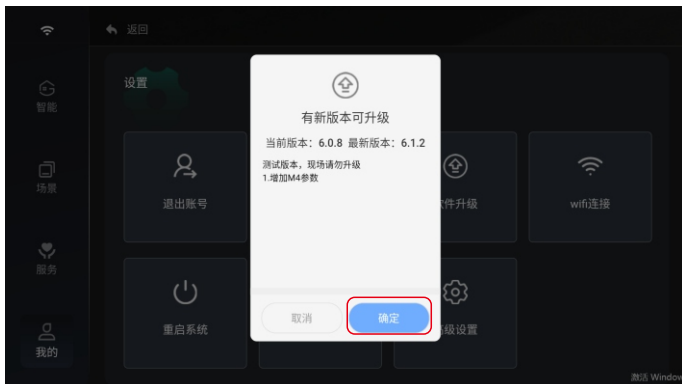 返回
智能
场景
服务
我的
设置
退出账号
件升级
wifi连接
重启系统
级设置
有新版本可升级
当前版本：6.0.8 最新版本：6.1.2
测试版本，现场请勿升级
1.增加M4参数
取消
确定
激活 Window